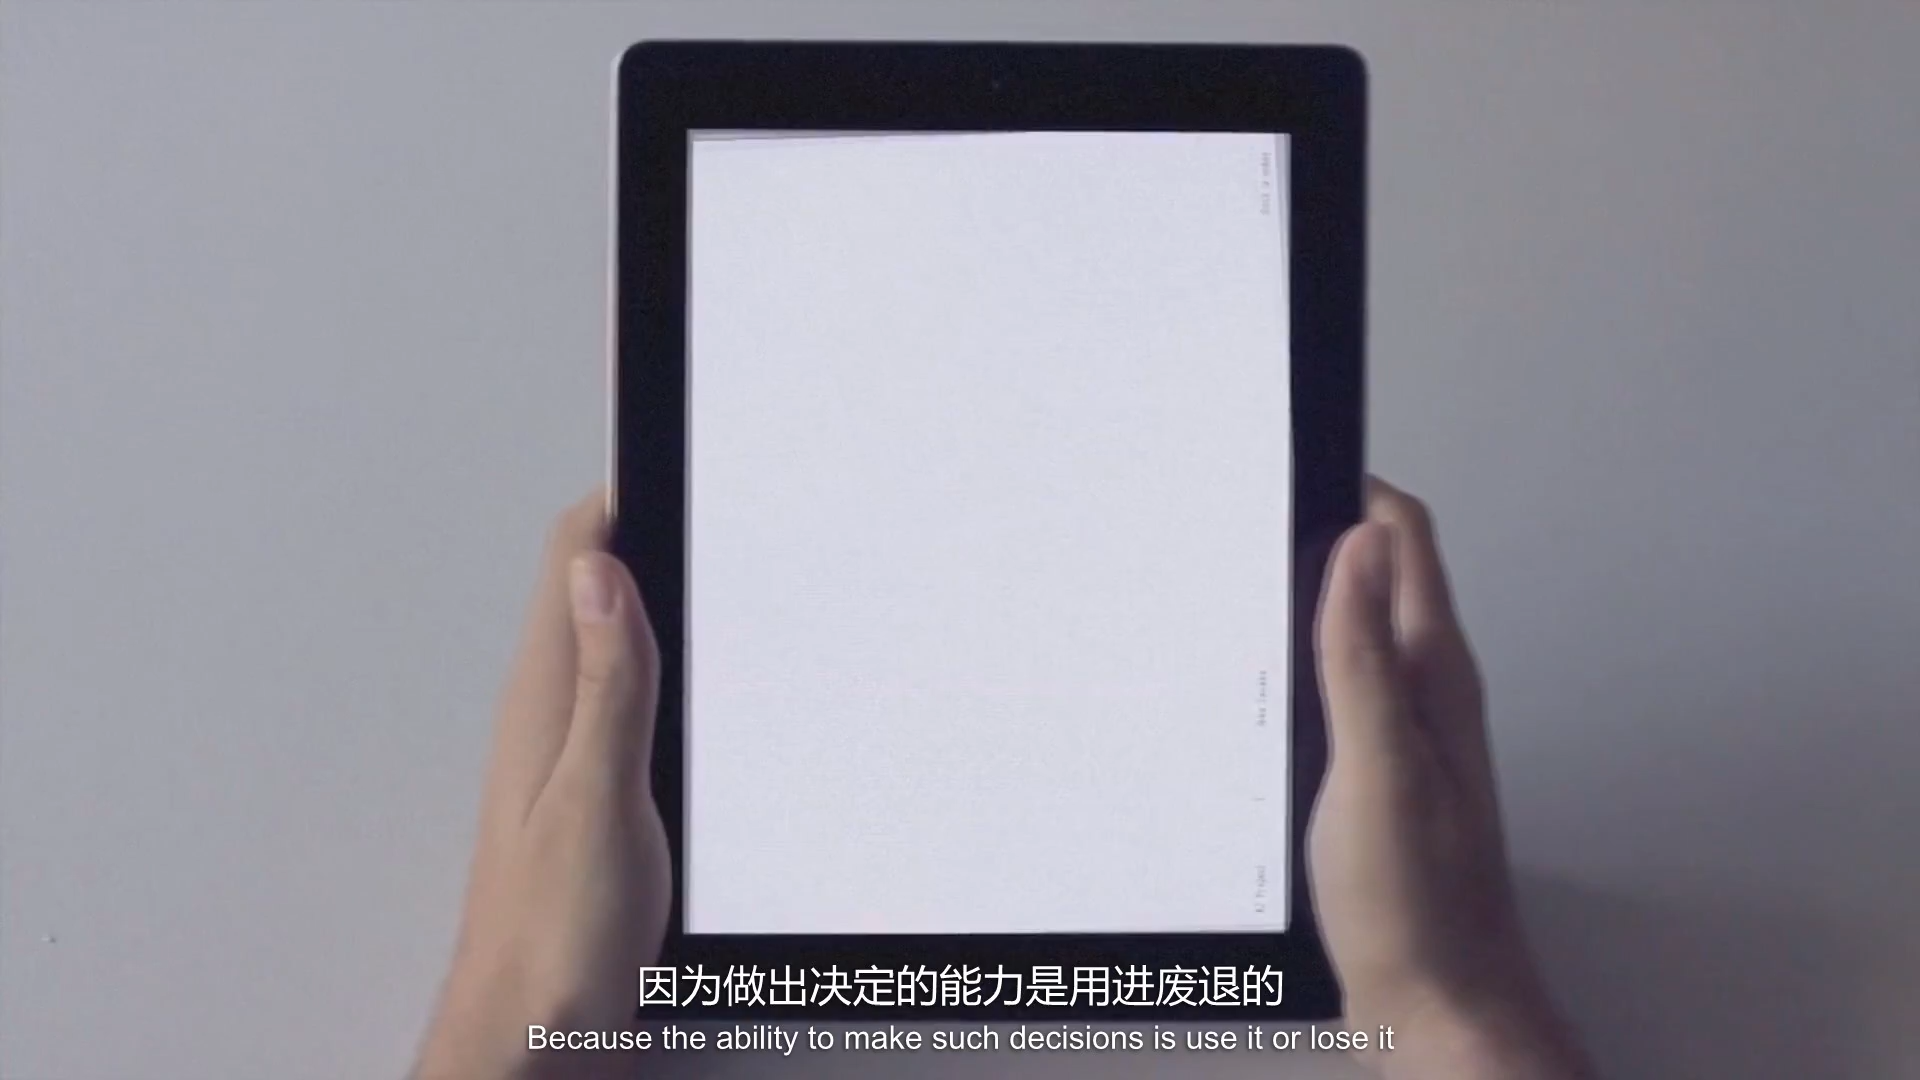 因为做出决定的能力是用进废退的
Because the ability to make such decisions is use it or lose it